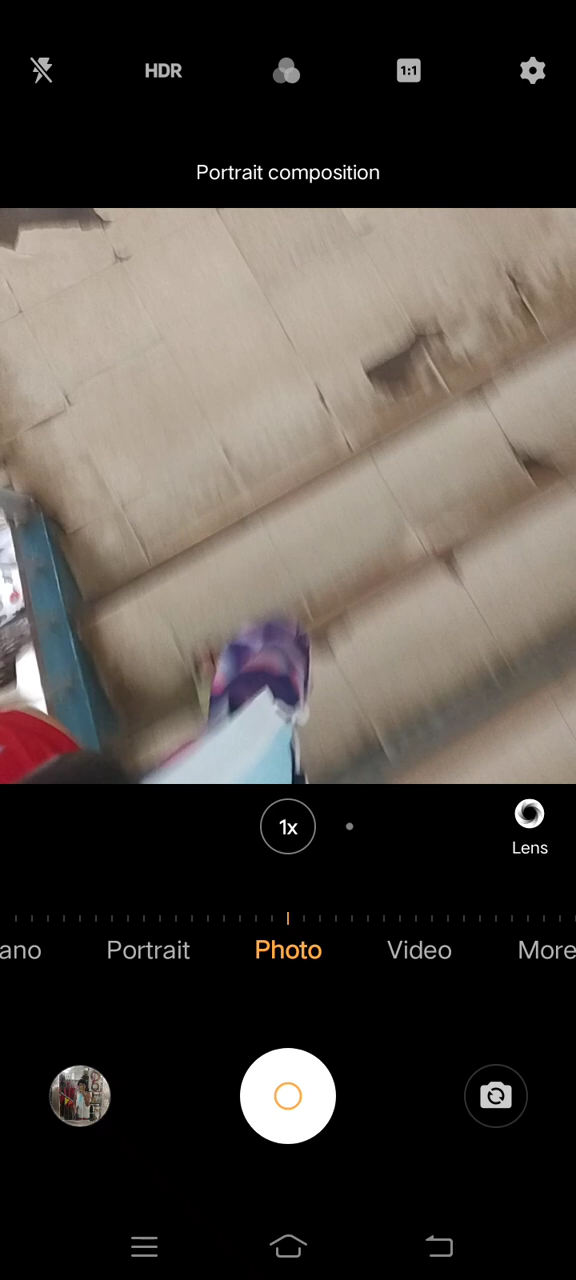 HDR
1:1
Portrait composition
1x
Lens
ano Portrait Photo Video More